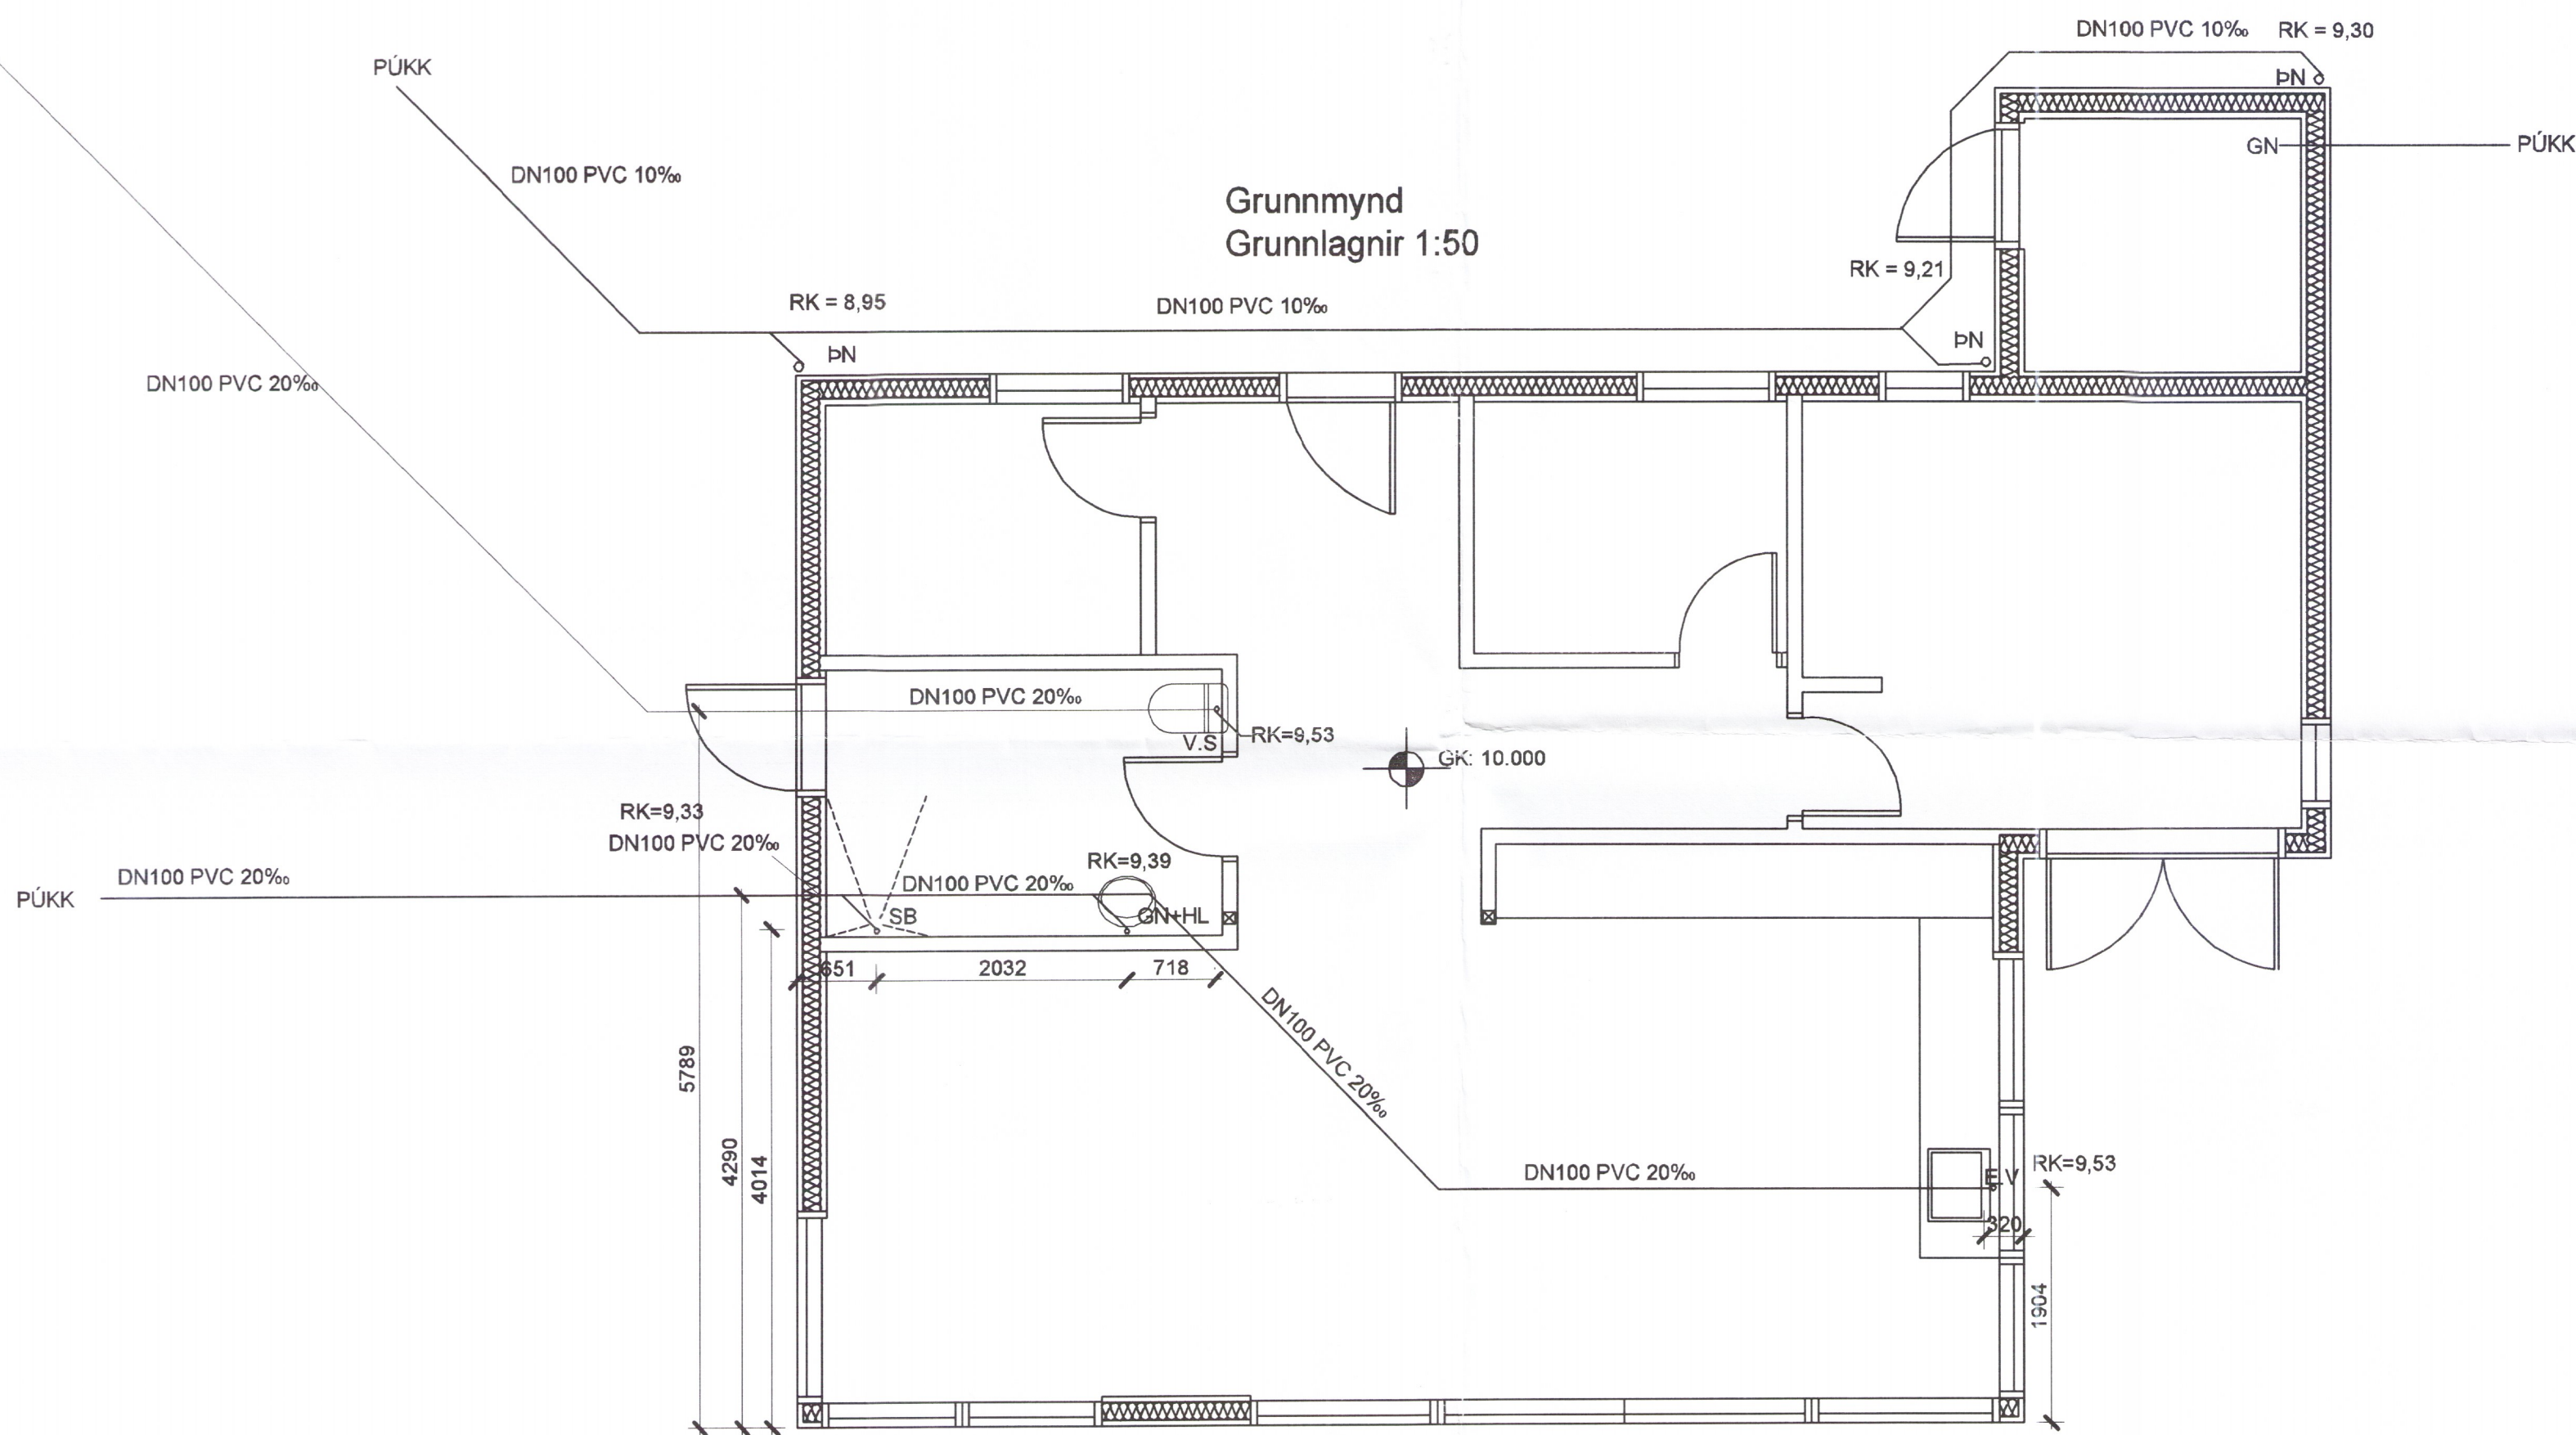 DN100 PVC 10‰ RK = 9,30
PÚKK
ÞN
GN
PÚKK
DN100 PVC 10‰
Grunnmynd
Grunnlagnir 1:50
RK = 9,21
RK = 8,95
DN100 PVC 10‰
ÞN
ÞN
DN100 PVC 20‰
DN100 PVC 20‰
RK=9,53
V.S
GK: 10.000
RK=9,33
DN100 PVC 20‰
RK=9,39
DN100 PVC 20‰
DN100 PVC 20‰
PÚKK
SB
GN+HL
651
2032
718
DN100 PVC 20‰
5789
4290
4014
DN100 PVC 20‰
E.V
RK=9,53
320
1904